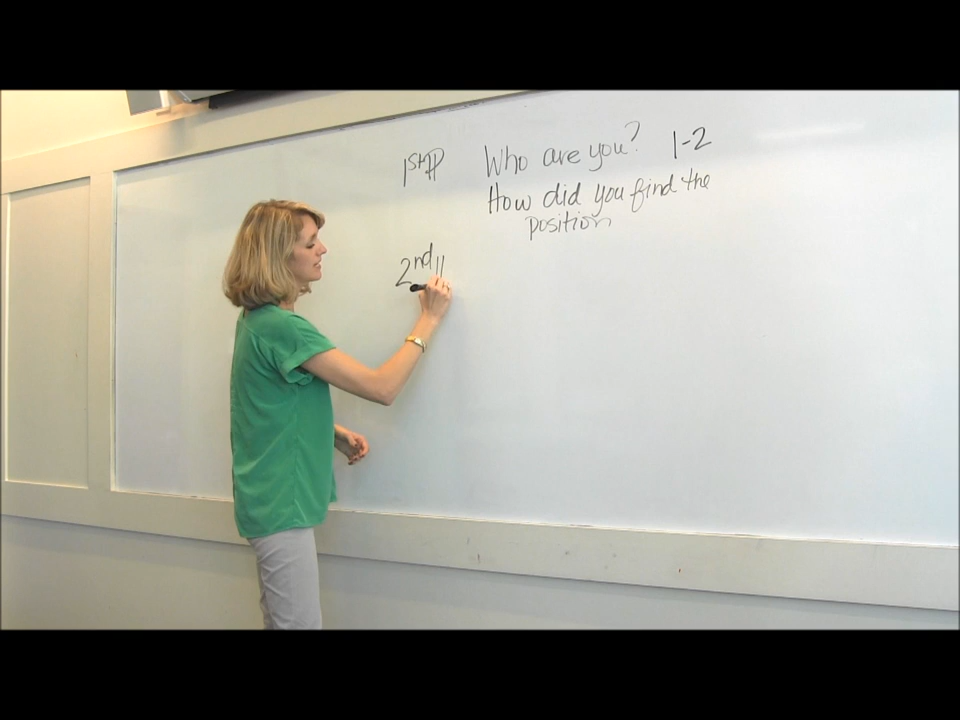 1st ¶ Who are you? 1-2
How did you find the
position
2nd